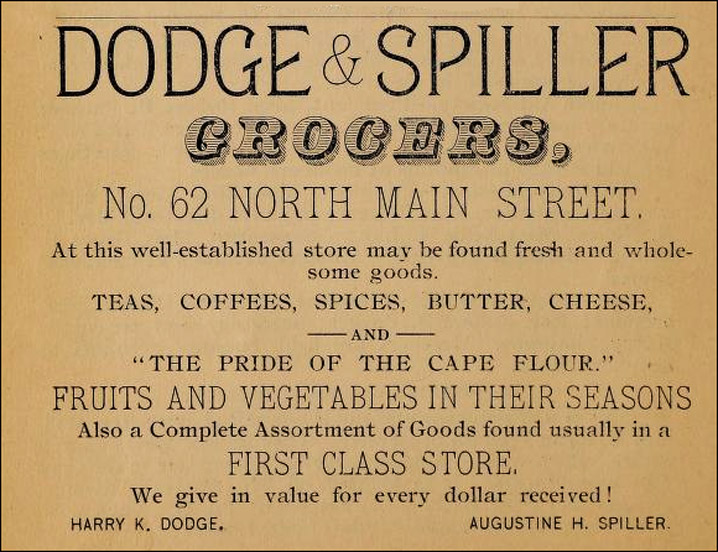 DODGE & SPILLER
GROCERS,
No. 62 NORTH MAIN STREET.
At this well-established store may be found fresh and whole-
some goods.
TEAS, COFFEES, SPICES, BUTTER, CHEESE,
AND
"THE PRIDE OF THE CAPE FLOUR."
FRUITS AND VEGETABLES IN THEIR SEASONS
Also a Complete Assortment of Goods found usually in a
FIRST CLASS STORE.
We give in value for every dollar received!
HARRY K. DODGE. AUGUSTINE H. SPILLER.